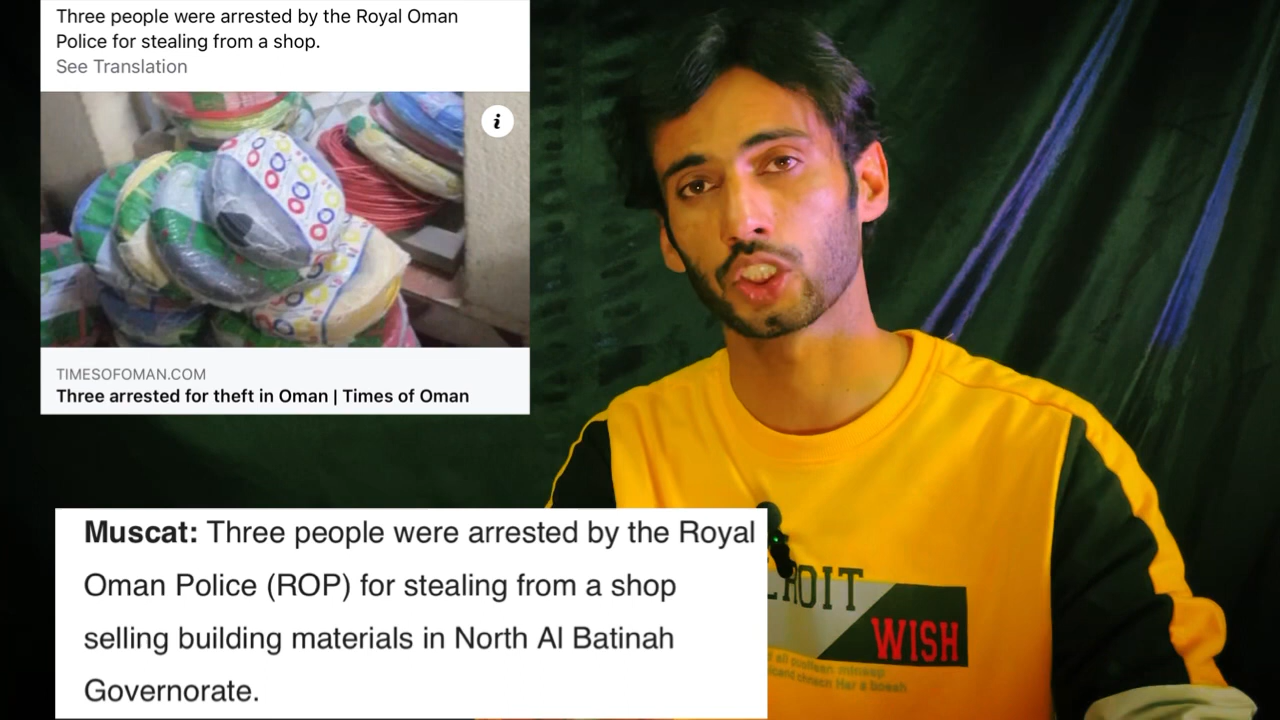 Three people were arrested by the Royal Oman
Police for stealing from a shop.
See Translation
TIMESOFOMAN.COM
Three arrested for theft in Oman | Times of Oman
Muscat: Three people were arrested by the Royal
Oman Police (ROP) for stealing from a shop
selling building materials in North Al Batinah
Governorate.
WISH